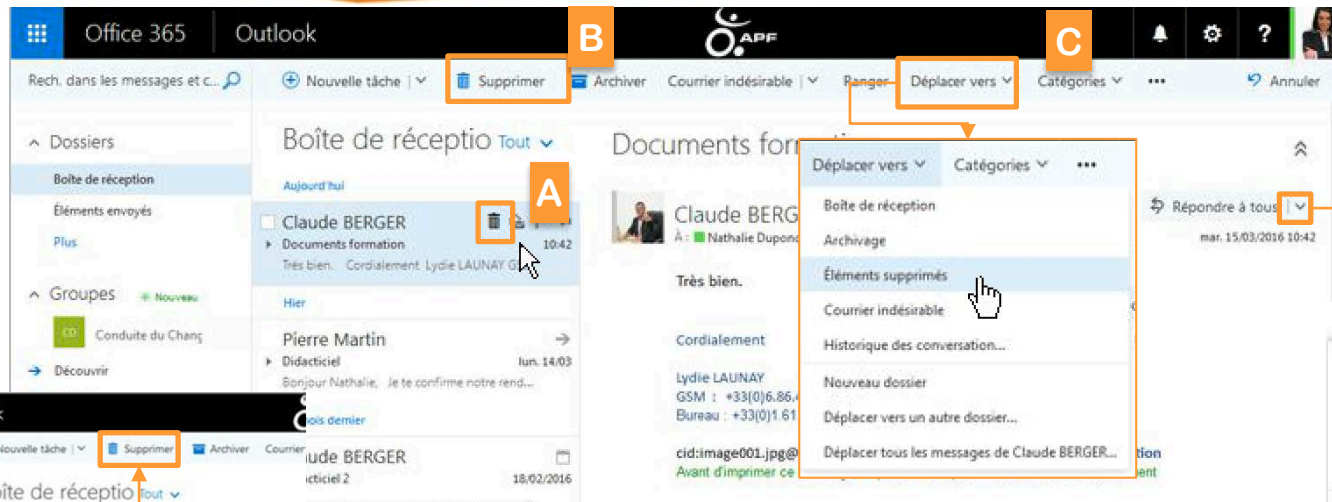 Office 365
Outlook
B
APF
C
?
Rech. dans les messages et c...
Nouvelle tâche
Supprimer
Archiver
Courrier indésirable
Ranger
Déplacer vers
Catégories
...
Annuler
Dossiers
Boîte de réception
Éléments envoyés
Plus
Groupes
Nouveau
CD
Conduite du Chang
Découvrir
Boîte de réceptio
Tout
Aujourd'hui
A
Claude BERGER
Documents formation
10:42
Très bien. Cordialement Lydie LAUNAY G
Hier
Pierre Martin
Didacticiel
lun. 14/03
Bonjour Nathalie, Je te confirme notre rend...
ois dernier
ude BERGER
cticiel 2
18/02/2016
Documents for
Claude BERG
À : Nathalie Dupond
Répondre à tous
mar. 15/03/2016 10:42
Très bien.
Cordialement
Lydie LAUNAY
GSM : +33(0)6.86.4
Bureau : +33(0)1.61
cid:image001.jpg@
tion
Avant d'imprimer ce
ent
Déplacer vers
Catégories
...
Boîte de réception
Archivage
Éléments supprimés
Courrier indésirable
Historique des conversation...
Nouveau dossier
Déplacer vers un autre dossier...
Déplacer tous les messages de Claude BERGER...
Nouvelle tâche
Supprimer
Archiver
Courrier
oîte de réceptio
Tout